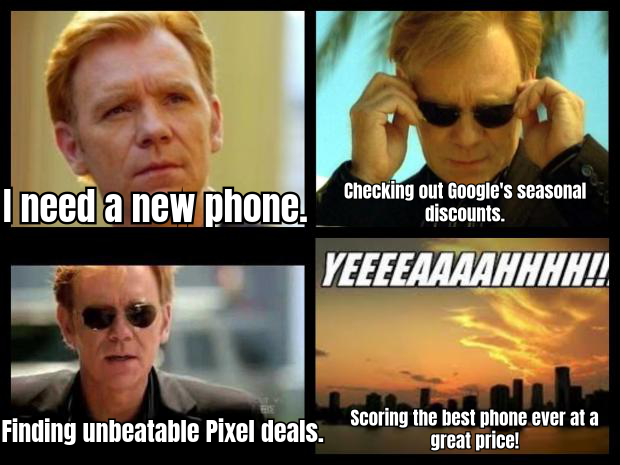 I need a new phone.
Checking out Google's seasonal
discounts.
Finding unbeatable Pixel deals.
YEEEEAAAAHHHH!!!
Scoring the best phone ever at a
great price!